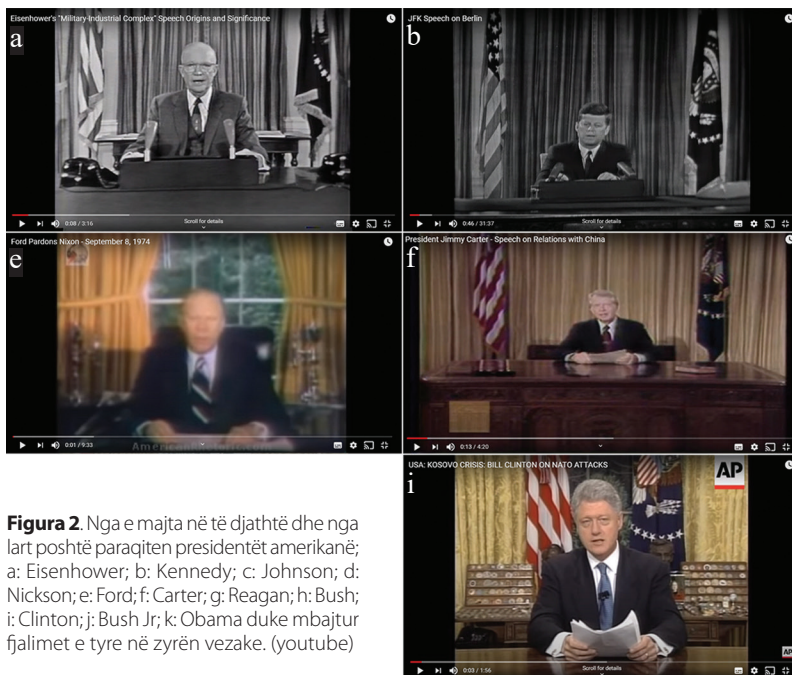 Eisenhower's "Military-Industrial Complex" Speech Origins and Significance
a
0:08 / 3:16
Scroll for details
JFK Speech on Berlin
b
0:46 / 31:37
Scroll for details
Ford Pardons Nixon - September 8, 1974
e
0:01 / 9:33
President Jimmy Carter - Speech on Relations with China
f
0:13 / 4:20
USA: KOSOVO CRISIS: BILL CLINTON ON NATO ATTACKS
i
AP
AP
0:03 / 1:56
Scroll for details
Figura 2. Nga e majta në të djathtë dhe nga
lart poshtë paraqiten presidentët amerikanë;
a: Eisenhower; b: Kennedy; c: Johnson; d:
Nickson; e: Ford; f: Carter; g: Reagan; h: Bush;
i: Clinton; j: Bush Jr; k: Obama duke mbajtur
fjalimet e tyre në zyrën vezake. (youtube)